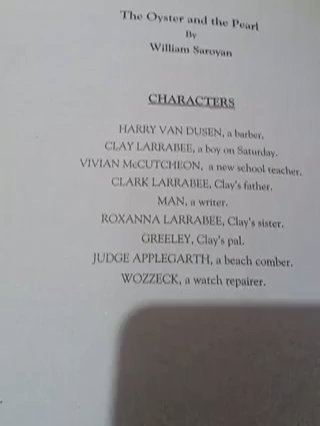 The Oyster and the Pearl
By
William Saroyan
CHARACTERS
HARRY VAN DUSEN, a barber.
CLAY LARRABEE, a boy on Saturday.
VIVIAN McCUTCHEON, a new school teacher.
CLARK LARRABEE, Clay's father.
MAN, a writer.
ROXANNA LARRABEE, Clay's sister.
GREELEY, Clay's pal.
JUDGE APPLEGARTH, a beach comber.
WOZZECK, a watch repairer.